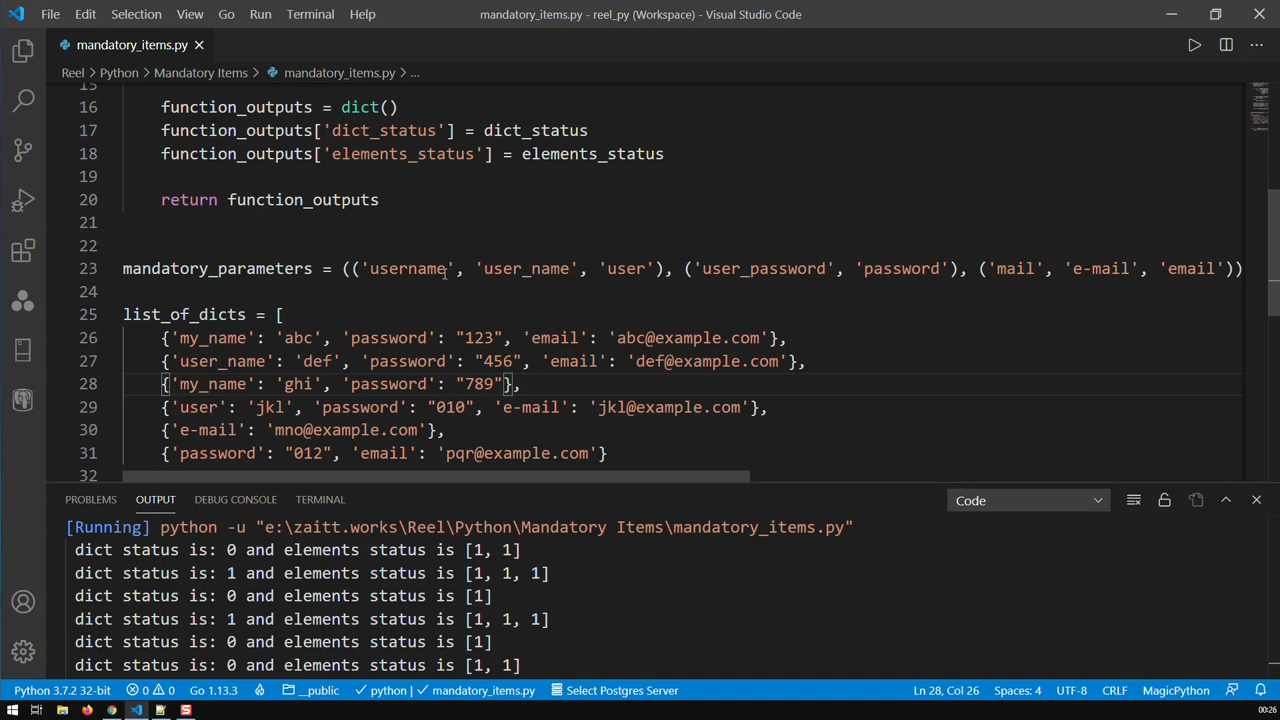 File Edit Selection View Go Run Terminal Help mandatory_items.py - reel_py (Workspace) - Visual Studio Code
mandatory_items.py
Reel > Python > Mandatory Items > mandatory_items.py > ...
15
16 function_outputs = dict()
17 function_outputs['dict_status'] = dict_status
18 function_outputs['elements_status'] = elements_status
19
20 return function_outputs
21
22
23 mandatory_parameters = (('username', 'user_name', 'user'), ('user_password', 'password'), ('mail', 'e-mail', 'email'))
24
25 list_of_dicts = [
26 {'my_name': 'abc', 'password': "123", 'email': 'abc@example.com'},
27 {'user_name': 'def', 'password': "456", 'email': 'def@example.com'},
28 {'my_name': 'ghi', 'password': "789"},
29 {'user': 'jkl', 'password': "010", 'e-mail': 'jkl@example.com'},
30 {'e-mail': 'mno@example.com'},
31 {'password': "012", 'email': 'pqr@example.com'}
32
PROBLEMS OUTPUT DEBUG CONSOLE TERMINAL Code
[Running] python -u "e:\zaitt.works\Reel\Python\Mandatory Items\mandatory_items.py"
dict status is: 0 and elements status is [1, 1]
dict status is: 1 and elements status is [1, 1, 1]
dict status is: 0 and elements status is [1]
dict status is: 1 and elements status is [1, 1, 1]
dict status is: 0 and elements status is [1]
dict status is: 0 and elements status is [1, 1]
Python 3.7.2 32-bit 0 0 Go 1.13.3 __public python | mandatory_items.py Select Postgres Server Ln 28, Col 26 Spaces: 4 UTF-8 CRLF MagicPython
00:26